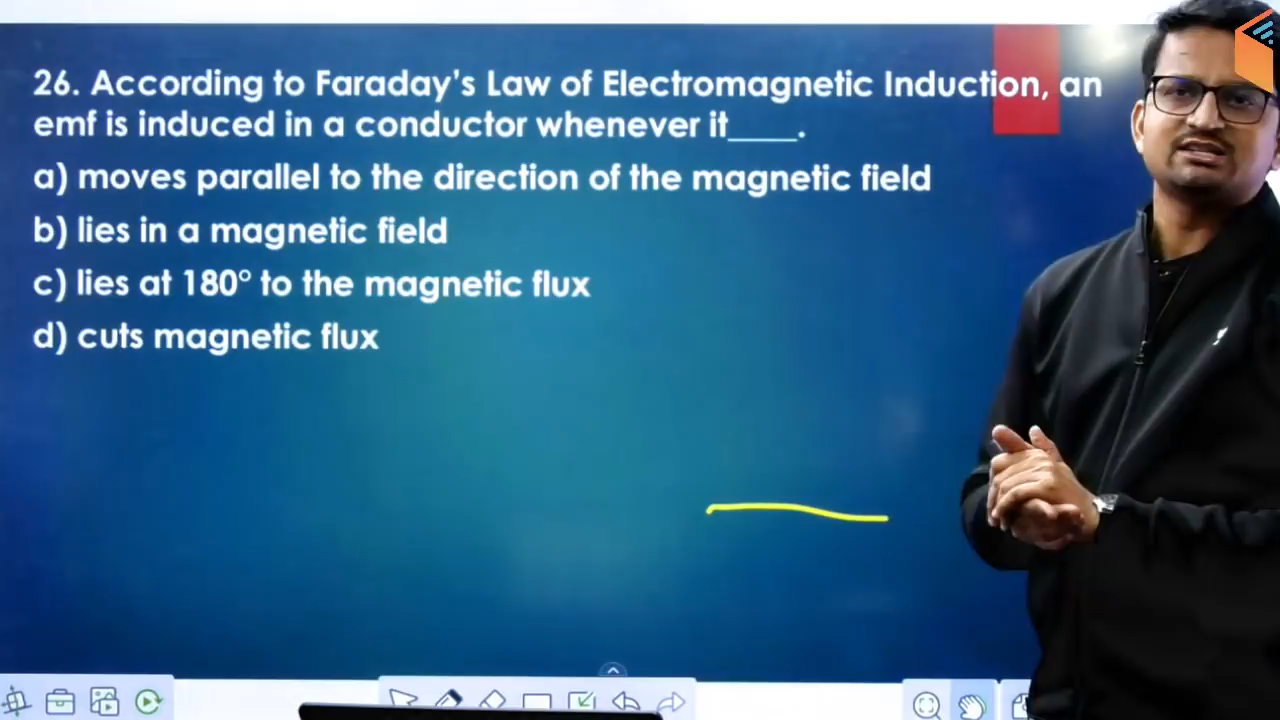 26. According to Faraday's Law of Electromagnetic Induction, an
emf is induced in a conductor whenever it____.
a) moves parallel to the direction of the magnetic field
b) lies in a magnetic field
c) lies at 180° to the magnetic flux
d) cuts magnetic flux